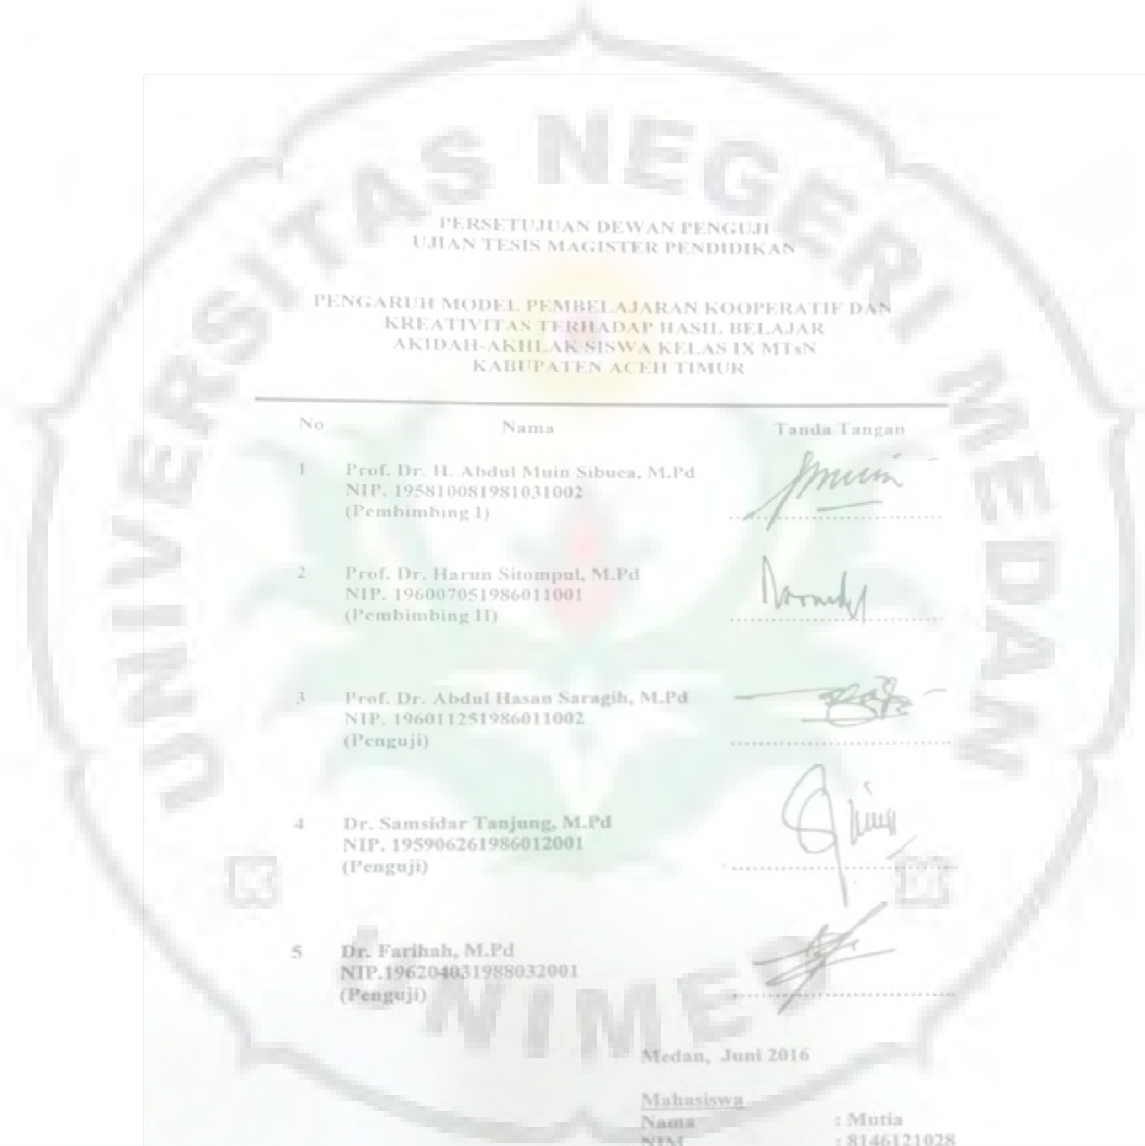 UNIVERSITAS NEGERI MEDAN
PERSETUJUAN DEWAN PENGUJI
UJIAN TESIS MAGISTER PENDIDIKAN
PENGARUH MODEL PEMBELAJARAN KOOPERATIF DAN
KREATIVITAS TERHADAP HASIL BELAJAR
AKIDAH-AKHLAK SISWA KELAS IX MTsN
KABUPATEN ACEH TIMUR
No Nama Tanda Tangan
1 Prof. Dr. H. Abdul Muin Sibuea, M.Pd
NIP. 195810081981031002
(Pembimbing I)
2 Prof. Dr. Harun Sitompul, M.Pd
NIP. 196007051986011001
(Pembimbing II)
3 Prof. Dr. Abdul Hasan Saragih, M.Pd
NIP. 196011251986011002
(Penguji)
4 Dr. Samsidar Tanjung, M.Pd
NIP. 195906261986012001
(Penguji)
5 Dr. Farihah, M.Pd
NIP.196204031988032001
(Penguji)
UNIMED
Medan, Juni 2016
Mahasiswa
Nama : Mutia
NIM : 8146121028